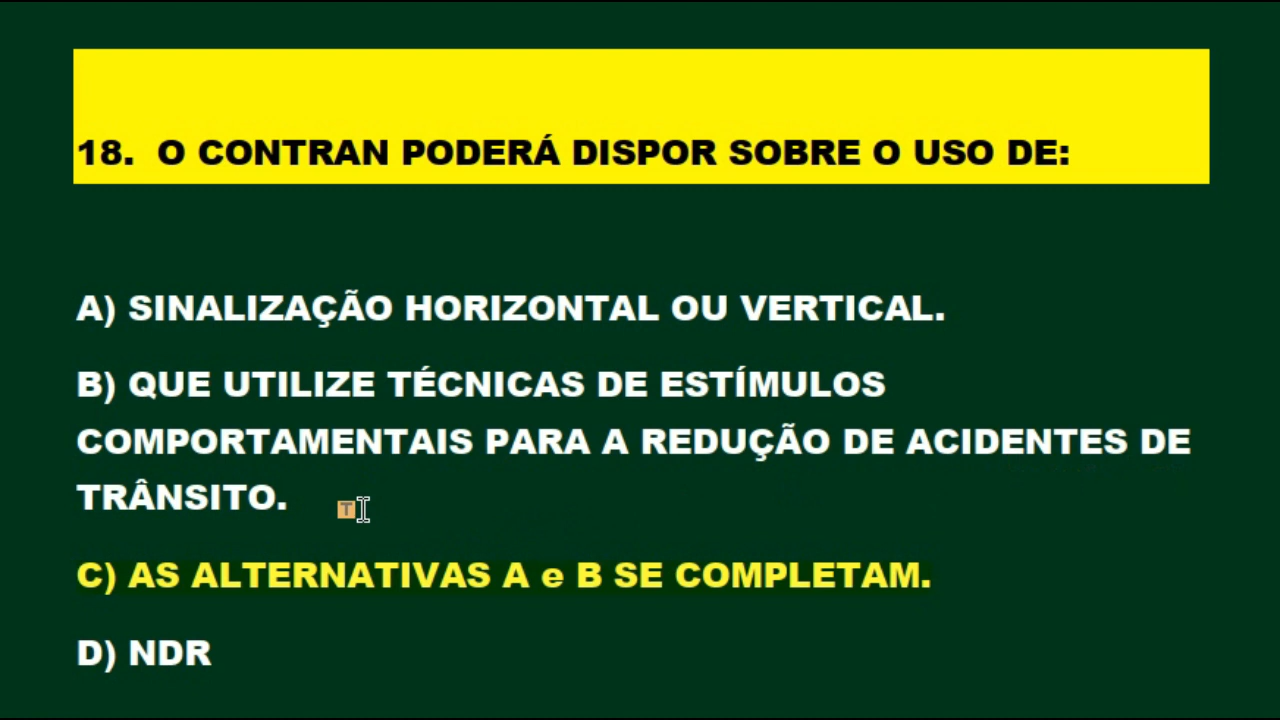 18. O CONTRAN PODERÁ DISPOR SOBRE O USO DE:
A) SINALIZAÇÃO HORIZONTAL OU VERTICAL.
B) QUE UTILIZE TÉCNICAS DE ESTÍMULOS
COMPORTAMENTAIS PARA A REDUÇÃO DE ACIDENTES DE
TRÂNSITO.
T
C) AS ALTERNATIVAS A e B SE COMPLETAM.
D) NDR